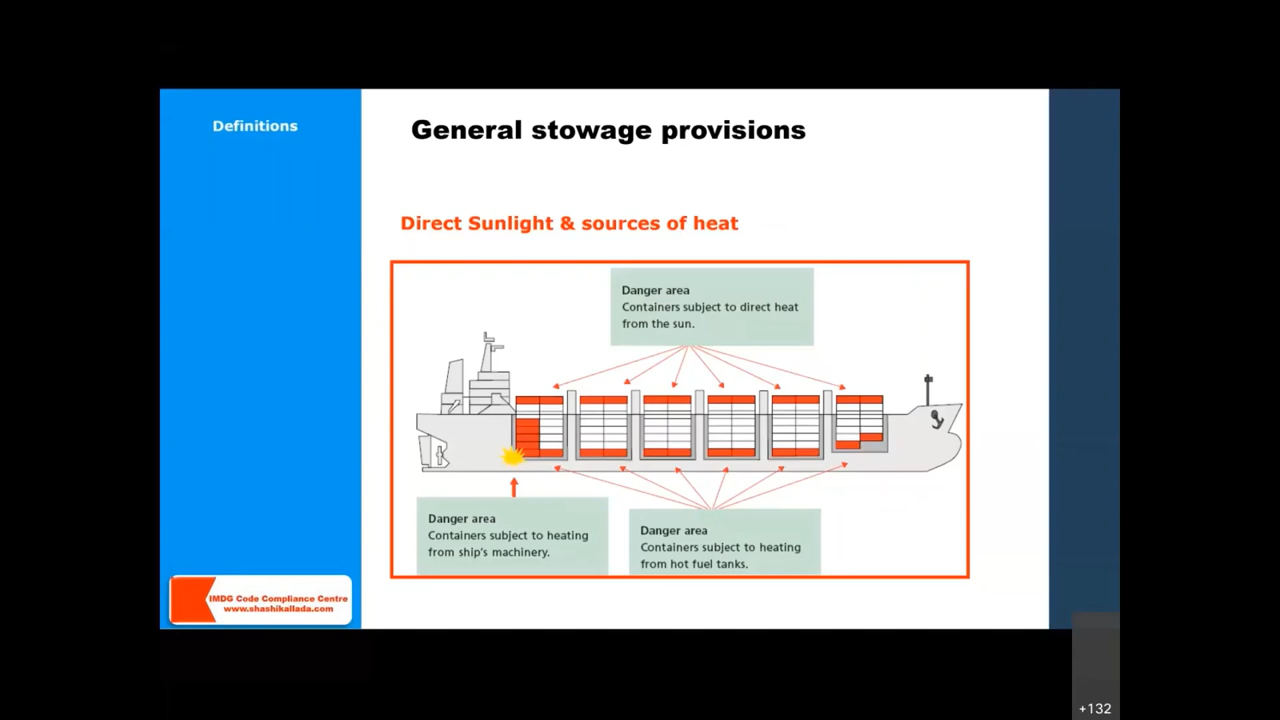 Definitions
General stowage provisions
Direct Sunlight & sources of heat
Danger area
Containers subject to direct heat
from the sun.
Danger area
Containers subject to heating
from ship's machinery.
Danger area
Containers subject to heating
from hot fuel tanks.
IMDG Code Compliance Centre
www.shashikallada.com
+132